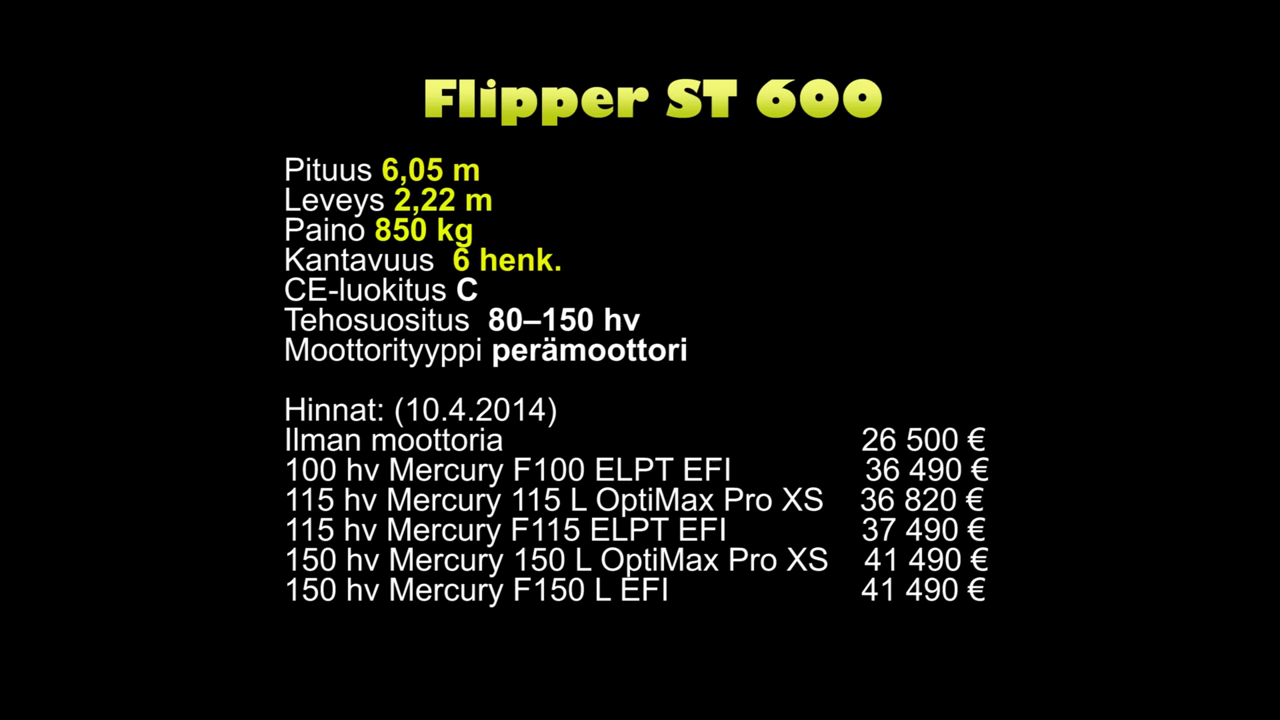 Flipper ST 600
Pituus 6,05 m
Leveys 2,22 m
Paino 850 kg
Kantavuus 6 henk.
CE-luokitus C
Tehosuositus 80–150 hv
Moottorityyppi perämoottori
Hinnat: (10.4.2014)
Ilman moottoria 26 500 €
100 hv Mercury F100 ELPT EFI 36 490 €
115 hv Mercury 115 L OptiMax Pro XS 36 820 €
115 hv Mercury F115 ELPT EFI 37 490 €
150 hv Mercury 150 L OptiMax Pro XS 41 490 €
150 hv Mercury F150 L EFI 41 490 €